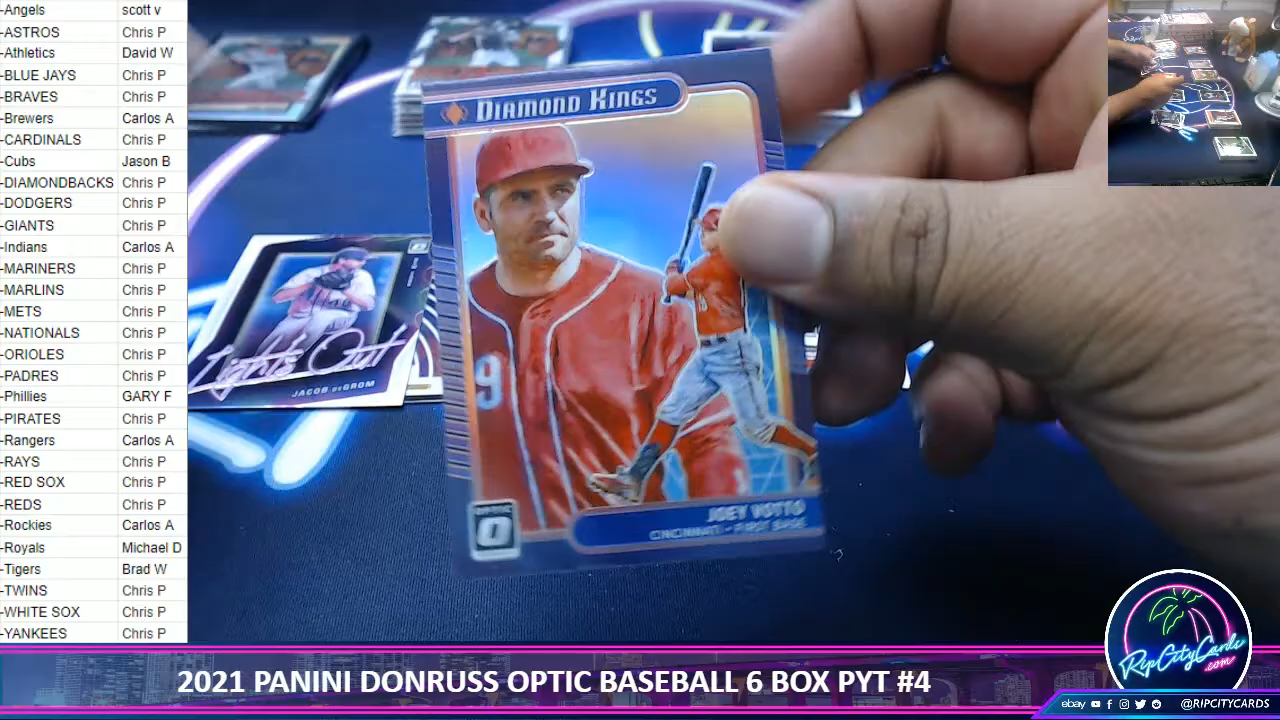 -Angels scott v
-ASTROS Chris P
-Athletics David W
-BLUE JAYS Chris P
-BRAVES Chris P
-Brewers Carlos A
-CARDINALS Chris P
-Cubs Jason B
-DIAMONDBACKS Chris P
-DODGERS Chris P
-GIANTS Chris P
-Indians Carlos A
-MARINERS Chris P
-MARLINS Chris P
-METS Chris P
-NATIONALS Chris P
-ORIOLES Chris P
-PADRES Chris P
-Phillies GARY F
-PIRATES Chris P
-Rangers Carlos A
-RAYS Chris P
-RED SOX Chris P
-REDS Chris P
-Rockies Carlos A
-Royals Michael D
-Tigers Brad W
-TWINS Chris P
-WHITE SOX Chris P
-YANKEES Chris P
DIAMOND KINGS
9
OPTIC
JOEY VOTTO
CINCINNATI • FIRST BASE
Lights Out
JACOB DEGROM
RipCityCards
.com
2021 PANINI DONRUSS OPTIC BASEBALL 6 BOX PYT #4
ebay @RIPCITYCARDS